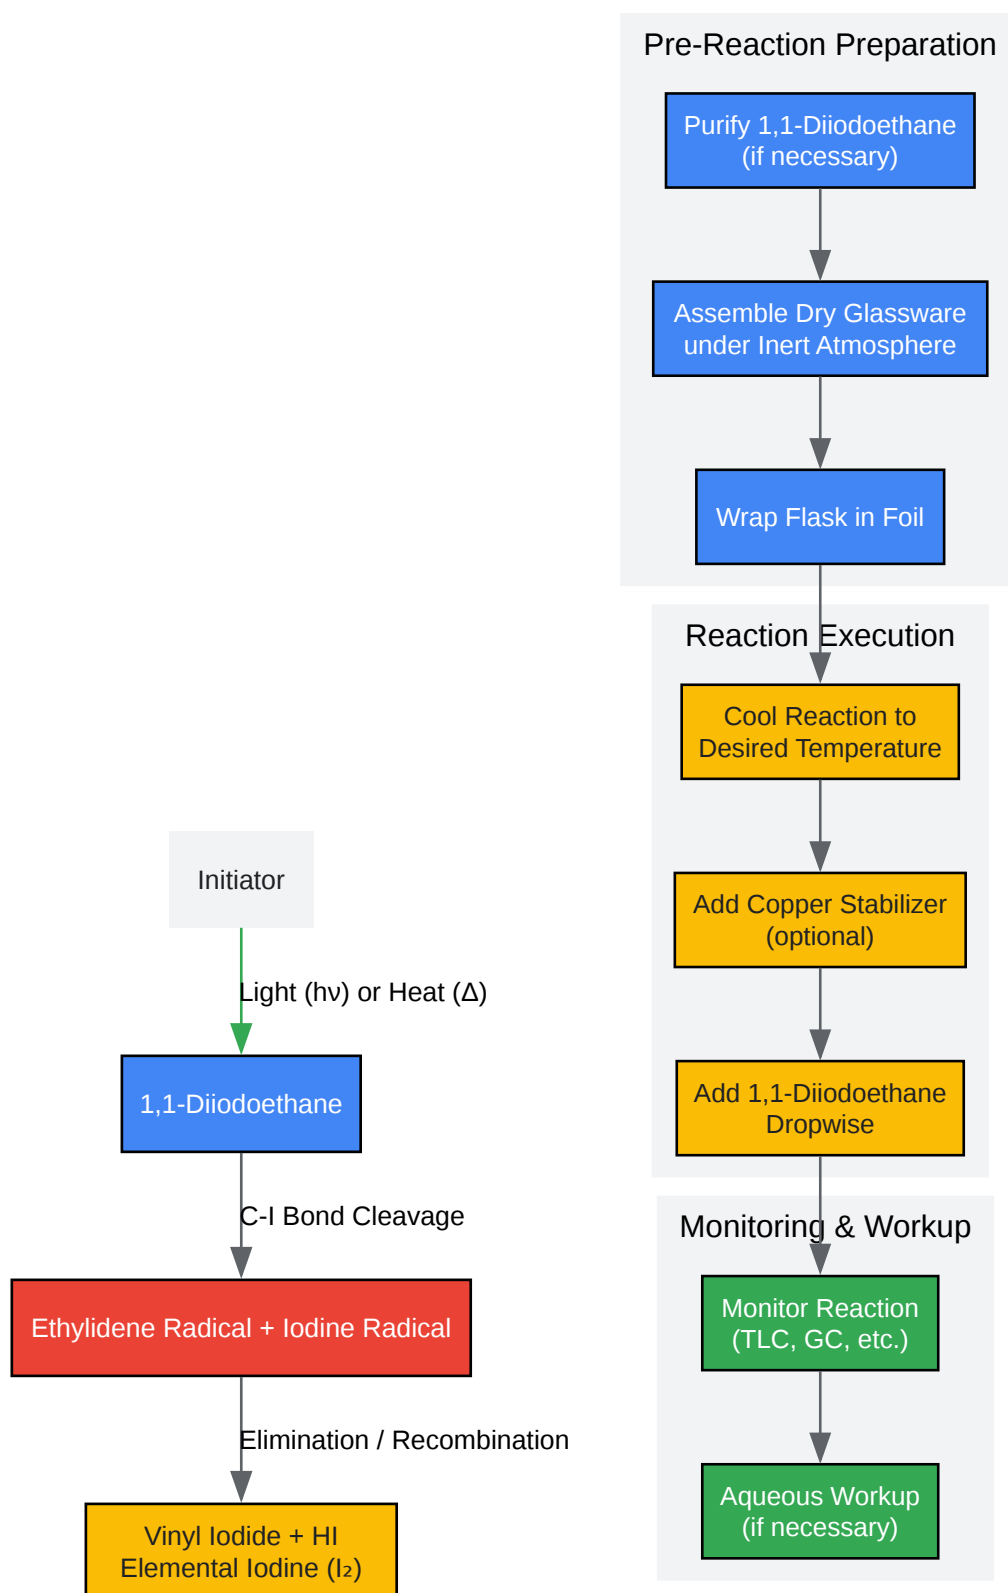 Pre-Reaction Preparation
Purify 1,1-Diiodoethane
(if necessary)
Assemble Dry Glassware
under Inert Atmosphere
Wrap Flask in Foil
Reaction Execution
Cool Reaction to
Desired Temperature
Add Copper Stabilizer
(optional)
Add 1,1-Diiodoethane
Dropwise
Monitoring & Workup
Monitor Reaction
(TLC, GC, etc.)
Aqueous Workup
(if necessary)
Initiator
Light (hν) or Heat (Δ)
1,1-Diiodoethane
C-I Bond Cleavage
Ethylidene Radical + Iodine Radical
Elimination / Recombination
Vinyl Iodide + HI
Elemental Iodine (I₂)